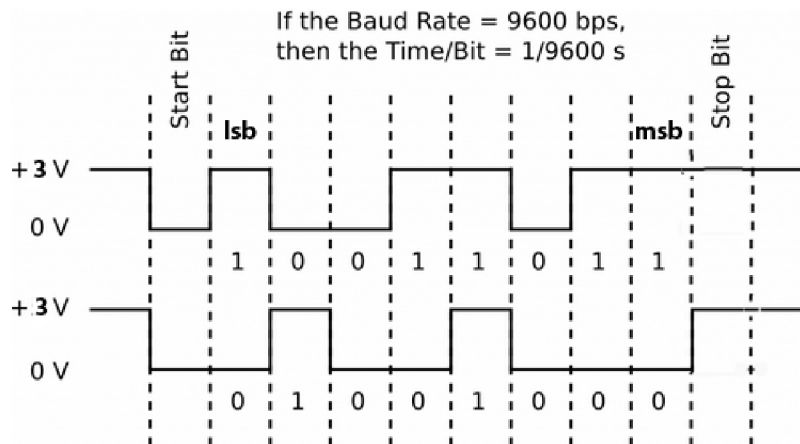 If the Baud Rate = 9600 bps,
then the Time/Bit = 1/9600 s
Start Bit
Stop Bit
lsb
msb
+3 V
0 V
1 0 0 1 1 0 1 1
+3 V
0 V
0 1 0 0 1 0 0 0